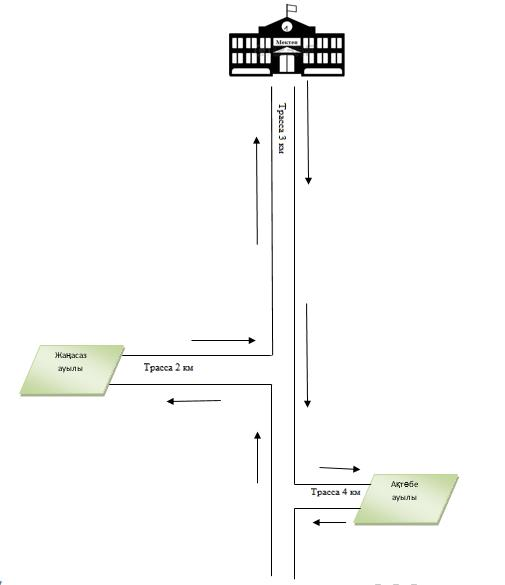 Мектеп
Трасса 3 км
Жаңасаз
ауылы
Трасса 2 км
Ақтөбе
ауылы
Трасса 4 км